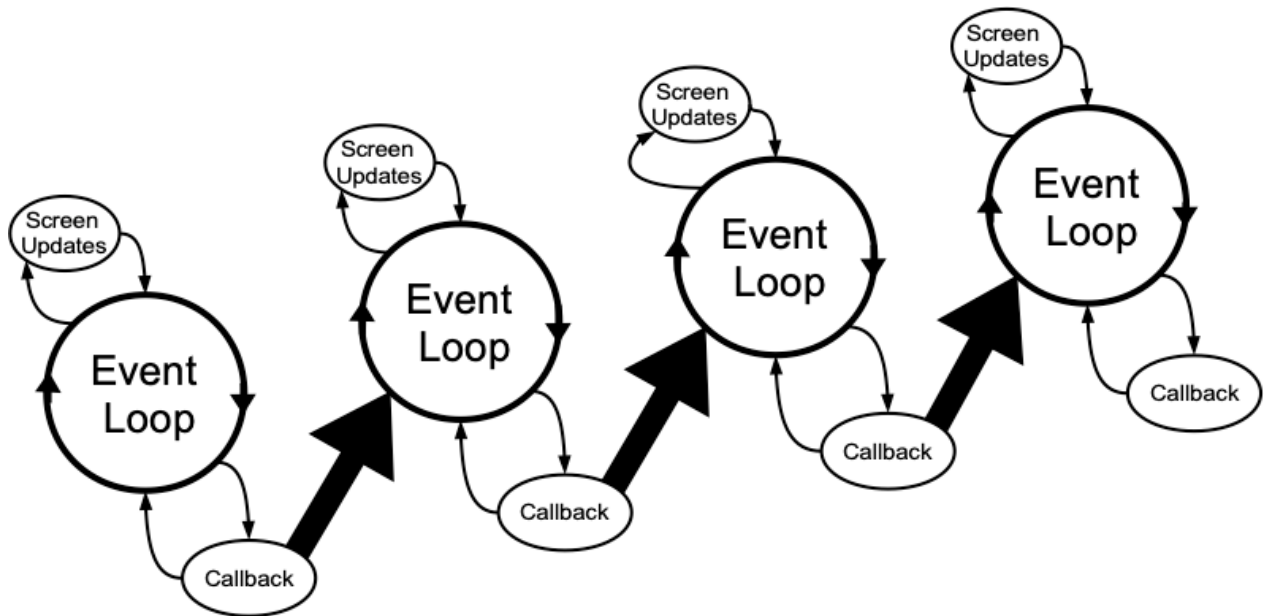 Screen
Updates
Event
Loop
Callback
Screen
Updates
Event
Loop
Callback
Screen
Updates
Event
Loop
Callback
Screen
Updates
Event
Loop
Callback